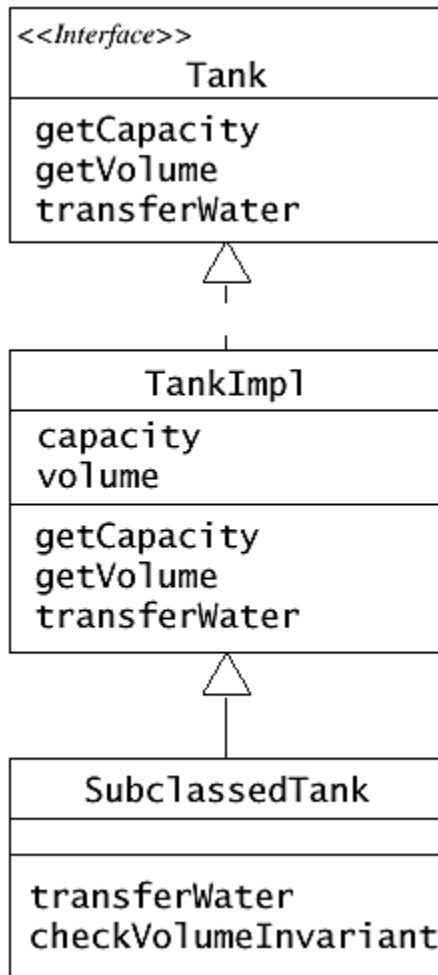 <<Interface>>
Tank
getCapacity
getVolume
transferWater
TankImpl
capacity
volume
getCapacity
getVolume
transferWater
SubclassedTank
transferWater
checkVolumeInvariant